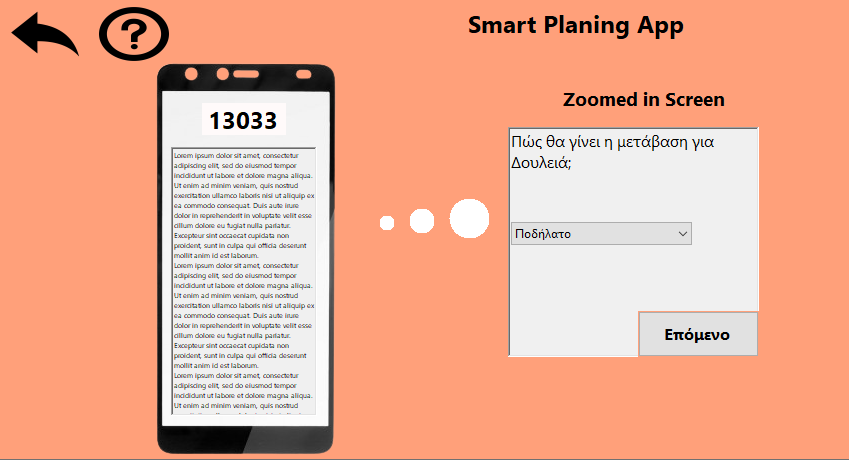 Smart Planing App
?
13033
Lorem ipsum dolor sit amet, consectetur
adipiscing elit, sed do eiusmod tempor
incididunt ut labore et dolore magna aliqua.
Ut enim ad minim veniam, quis nostrud
exercitation ullamco laboris nisi ut aliquip ex
ea commodo consequat. Duis aute irure
dolor in reprehenderit in voluptate velit esse
cillum dolore eu fugiat nulla pariatur.
Excepteur sint occaecat cupidata non
proident, sunt in culpa qui officia deserunt
mollit anim id est laborum.
Lorem ipsum dolor sit amet, consectetur
adipiscing elit, sed do eiusmod tempor
incididunt ut labore et dolore magna aliqua.
Ut enim ad minim veniam, quis nostrud
exercitation ullamco laboris nisi ut aliquip ex
ea commodo consequat. Duis aute irure
dolor in reprehenderit in voluptate velit esse
cillum dolore eu fugiat nulla pariatur.
Excepteur sint occaecat cupidata non
proident, sunt in culpa qui officia deserunt
mollit anim id est laborum.
Lorem ipsum dolor sit amet, consectetur
adipiscing elit, sed do eiusmod tempor
incididunt ut labore et dolore magna aliqua.
Ut enim ad minim veniam, quis nostrud
Zoomed in Screen
Πώς θα γίνει η μετάβαση για
Δουλειά;
Ποδήλατο
Επόμενο